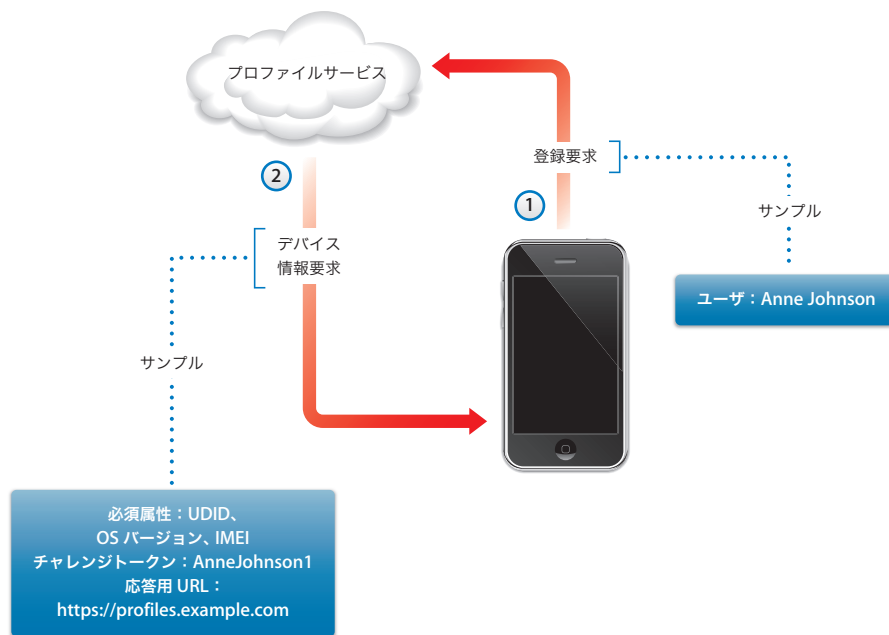 プロファイルサービス
登録要求
2
1
サンプル
デバイス
情報要求
ユーザ：Anne Johnson
サンプル
必須属性：UDID、
OS バージョン、IMEI
チャレンジトークン：AnneJohnson1
応答用 URL：
https://profiles.example.com